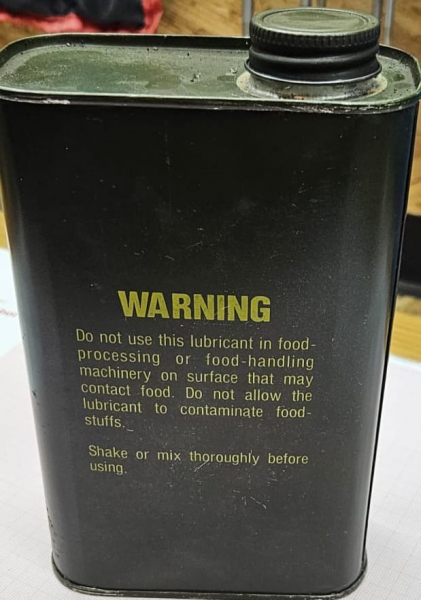 WARNING
Do not use this lubricant in food-
processing or food-handling
machinery on surface that may
contact food. Do not allow the
lubricant to contaminate food-
stuffs.
Shake or mix thoroughly before
using.